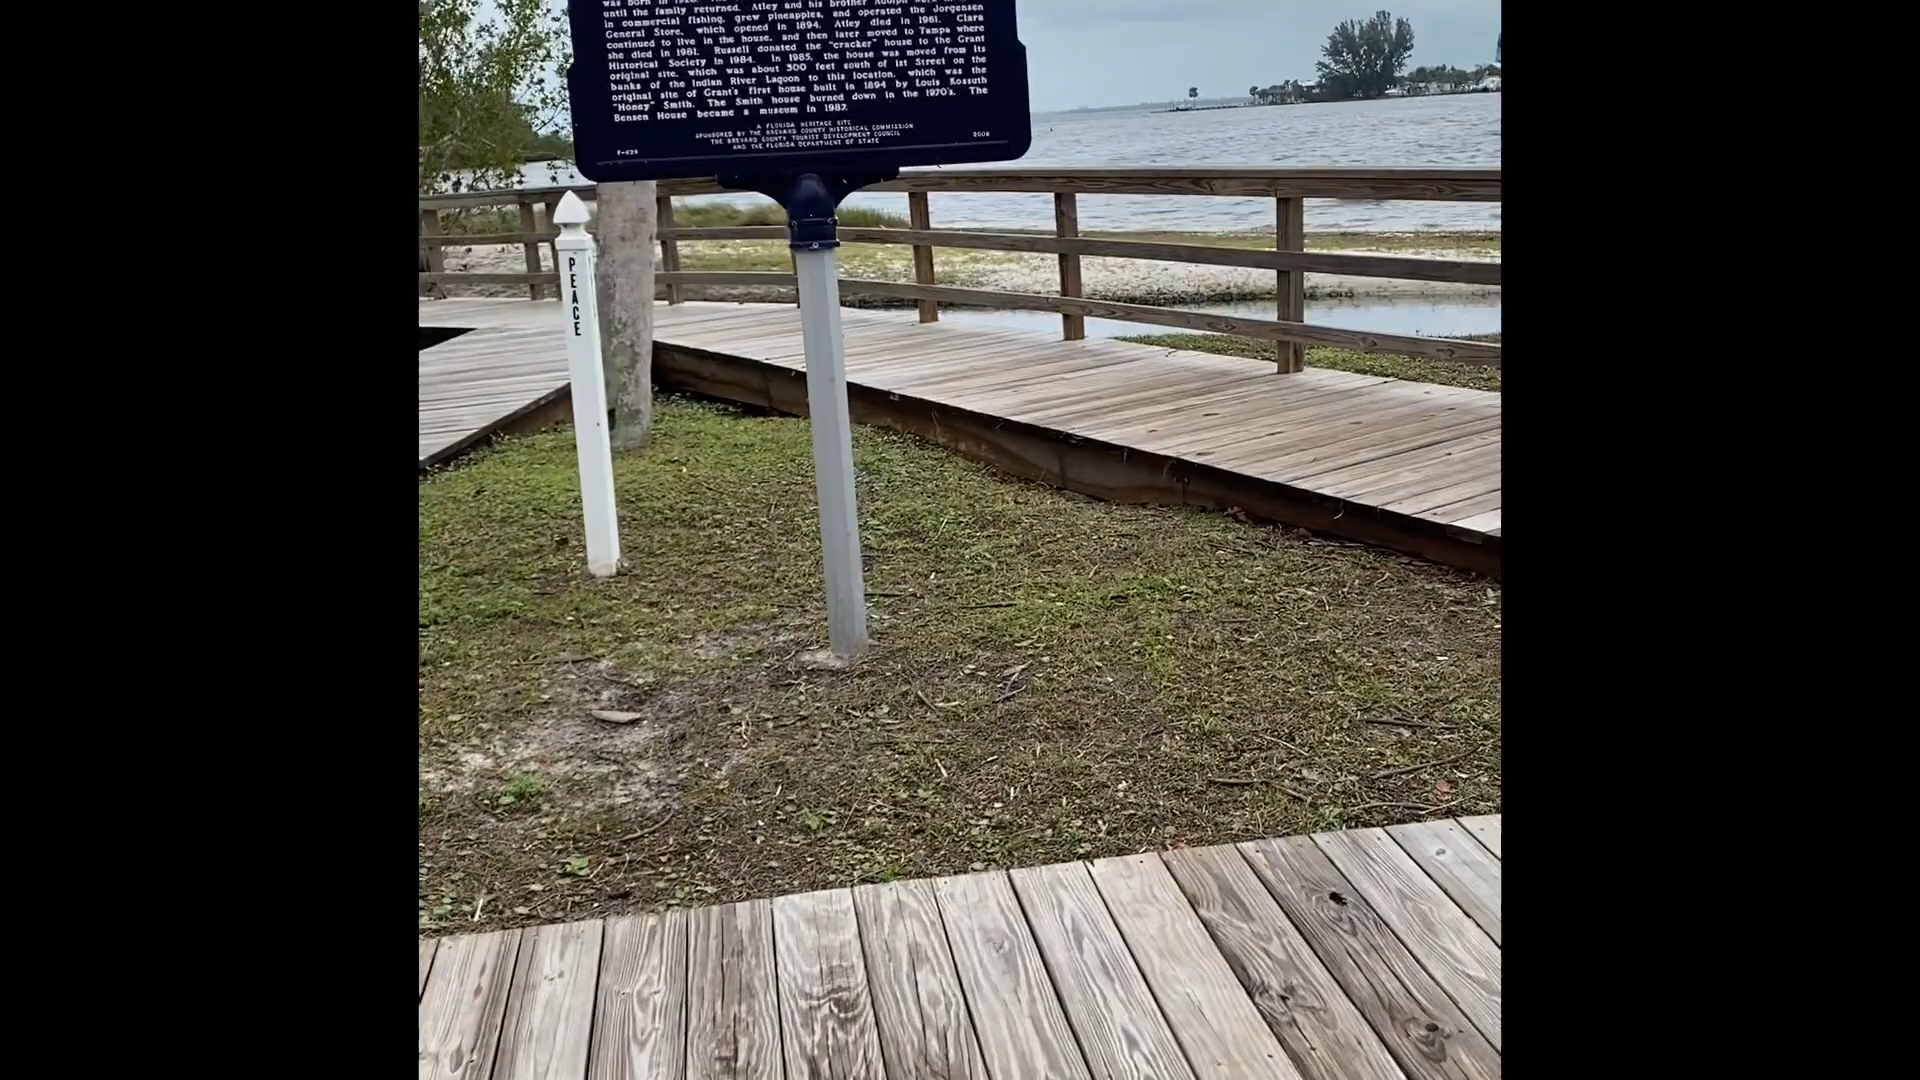 until the family returned. Atley and his brother Adolph were
in commercial fishing, grew pineapples, and operated the Jorgensen
General Store, which opened in 1894. Atley died in 1961. Clara
continued to live in the house, and then later moved to Tampa where
she died in 1981. Russell donated the "cracker" house to the Grant
Historical Society in 1984. In 1985, the house was moved from its
original site, which was about 300 feet south of 1st Street on the
banks of the Indian River Lagoon to this location, which was the
original site of Grant's first house built in 1894 by Louis Kossuth
"Honey" Smith. The Smith house burned down in the 1970's. The
Bensen House became a museum in 1987.
A FLORIDA HERITAGE SITE
SPONSORED BY THE BREVARD COUNTY HISTORICAL COMMISSION
THE BREVARD COUNTY TOURIST DEVELOPMENT COUNCIL
AND THE FLORIDA DEPARTMENT OF STATE
F-629
2008
PEACE